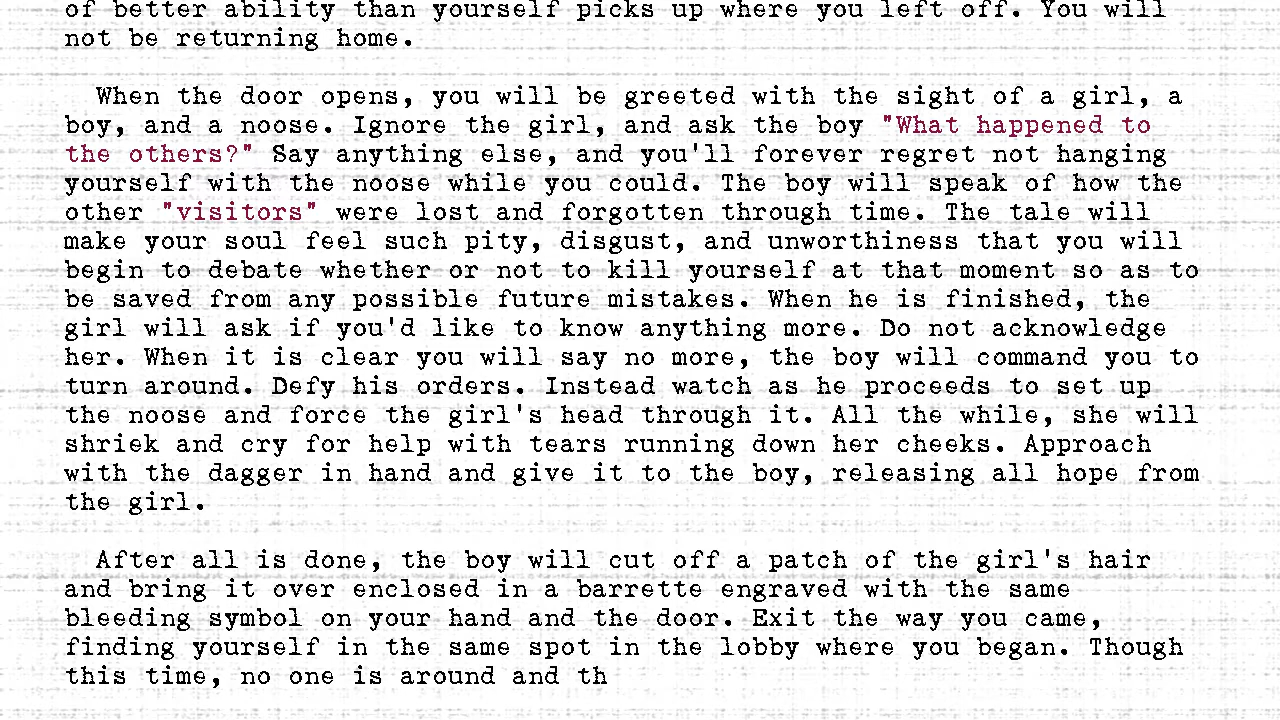 of better ability than yourself picks up where you left off. You will
not be returning home.
When the door opens, you will be greeted with the sight of a girl, a
boy, and a noose. Ignore the girl, and ask the boy "What happened to
the others?" Say anything else, and you'll forever regret not hanging
yourself with the noose while you could. The boy will speak of how the
other "visitors" were lost and forgotten through time. The tale will
make your soul feel such pity, disgust, and unworthiness that you will
begin to debate whether or not to kill yourself at that moment so as to
be saved from any possible future mistakes. When he is finished, the
girl will ask if you'd like to know anything more. Do not acknowledge
her. When it is clear you will say no more, the boy will command you to
turn around. Defy his orders. Instead watch as he proceeds to set up
the noose and force the girl's head through it. All the while, she will
shriek and cry for help with tears running down her cheeks. Approach
with the dagger in hand and give it to the boy, releasing all hope from
the girl.
After all is done, the boy will cut off a patch of the girl's hair
and bring it over enclosed in a barrette engraved with the same
bleeding symbol on your hand and the door. Exit the way you came,
finding yourself in the same spot in the lobby where you began. Though
this time, no one is around and th